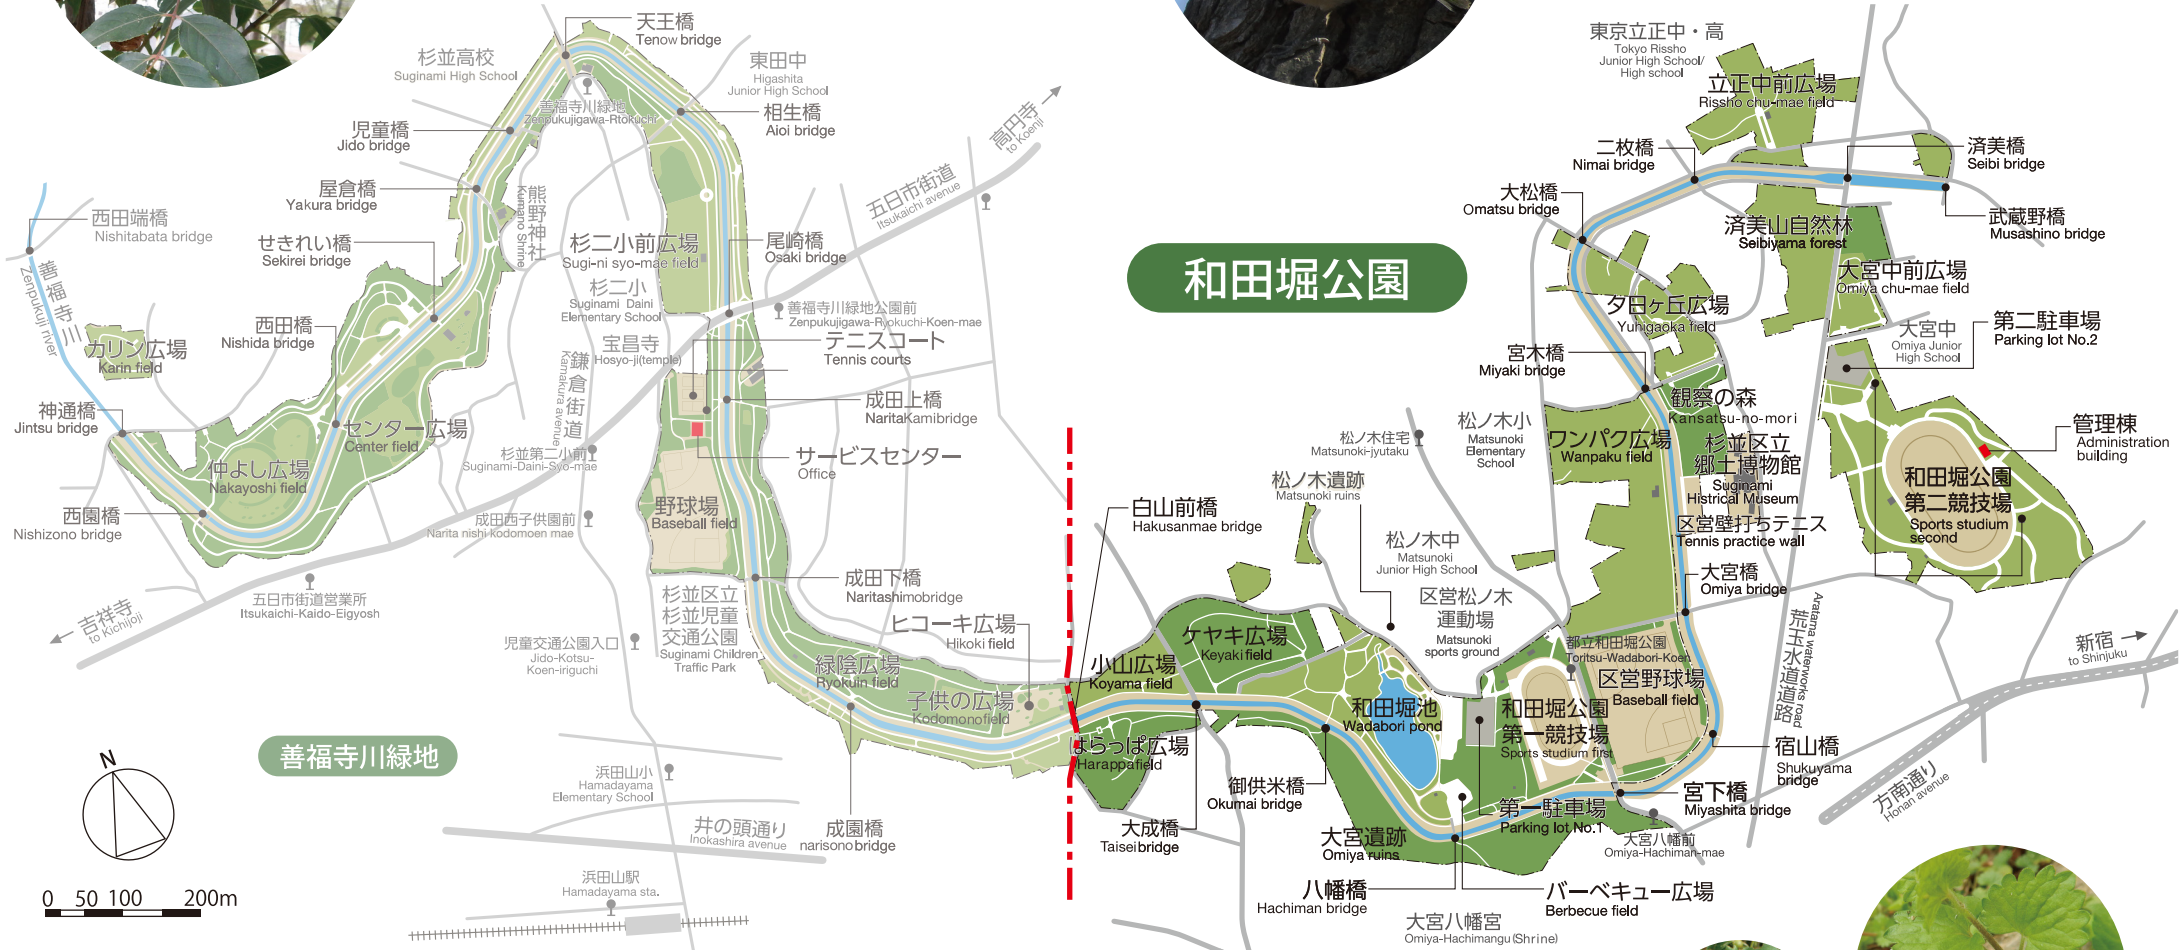 天王橋
Tenow bridge
杉並高校
Suginami High School
東田中
Higashita
Junior High School
善福寺川緑地
Zenpukujigawa-Rtokuchi
相生橋
Aioi bridge
児童橋
Jido bridge
高円寺
to Koenji
屋倉橋
Yakura bridge
熊野神社
Kumano Shrine
五日市街道
Itsukaichi avenue
西田端橋
Nishitabata bridge
善福寺川
Zenpukuji river
せきれい橋
Sekirei bridge
杉二小前広場
Sugi-ni syo-mae field
尾崎橋
Osaki bridge
杉二小
Suginami Daini
Elementary School
善福寺川緑地公園前
Zenpukujigawa-Ryokuchi-Koen-mae
西田橋
Nishida bridge
カリン広場
Karin field
宝昌寺
Hosyo-ji(temple)
テニスコート
Tennis courts
鎌倉街道
Kamakura avenue
神通橋
Jintsu bridge
センター広場
Center field
成田上橋
NaritaKamibridge
仲よし広場
Nakayoshi field
杉並第二小前
Suginami-Daini-Syo-mae
サービスセンター
Office
西園橋
Nishizono bridge
野球場
Baseball field
成田西子供園前
Narita nishi kodomoen mae
五日市街道営業所
Itsukaichi-Kaido-Eigyosh
吉祥寺
to Kichijoji
成田下橋
Naritashimobridge
杉並区立
杉並児童
交通公園
Suginami Children
Traffic Park
児童交通公園入口
Jido-Kotsu-
Koen-iriguchi
ヒコーキ広場
Hikoki field
緑陰広場
Ryokuin field
子供の広場
Kodomonofield
善福寺川緑地
N
0 50 100 200m
浜田山小
Hamadayama
Elementary School
井の頭通り
Inokashira avenue
成園橋
narisonobridge
浜田山駅
Hamadayama sta.
和田堀公園
東京立正中・高
Tokyo Rissho
Junior High School/
High school
立正中前広場
Rissho chu-mae field
二枚橋
Nimai bridge
済美橋
Seibi bridge
大松橋
Omatsu bridge
済美山自然林
Seibiyama forest
武蔵野橋
Musashino bridge
大宮中前広場
Omiya chu-mae field
夕日ヶ丘広場
Yuhigaoka field
大宮中
Omiya Junior
High School
第二駐車場
Parking lot No.2
宮木橋
Miyaki bridge
観察の森
Kansatsu-no-mori
松ノ木住宅
Matsunoki-jyutaku
松ノ木小
Matsunoki
Elementary
School
ワンパク広場
Wanpaku field
杉並区立
郷土博物館
Suginami
Histrical Museum
管理棟
Administration
building
和田堀公園
第二競技場
Sports studium
second
松ノ木遺跡
Matsunoki ruins
白山前橋
Hakusanmae bridge
区営壁打ちテニス
Tennis practice wall
松ノ木中
Matsunoki
Junior High School
大宮橋
Omiya bridge
区営松ノ木
運動場
Matsunoki
sports ground
荒玉水道道路
Aratama waterworks road
新宿
to Shinjuku
ケヤキ広場
Keyaki field
小山広場
Koyama field
都立和田堀公園
Toritsu-Wadabori-Koen
区営野球場
Baseball field
和田堀池
Wadabori pond
和田堀公園
第一競技場
Sports studium first
はらっぱ広場
Harappafield
宿山橋
Shukuyama
bridge
御供米橋
Okumai bridge
宮下橋
Miyashita bridge
方南通り
Honan avenue
第一駐車場
Parking lot No.1
大成橋
Taiseibridge
大宮遺跡
Omiya ruins
大宮八幡前
Omiya-Hachiman-mae
八幡橋
Hachiman bridge
バーベキュー広場
Berbecue field
大宮八幡宮
Omiya-Hachimangu(Shrine)